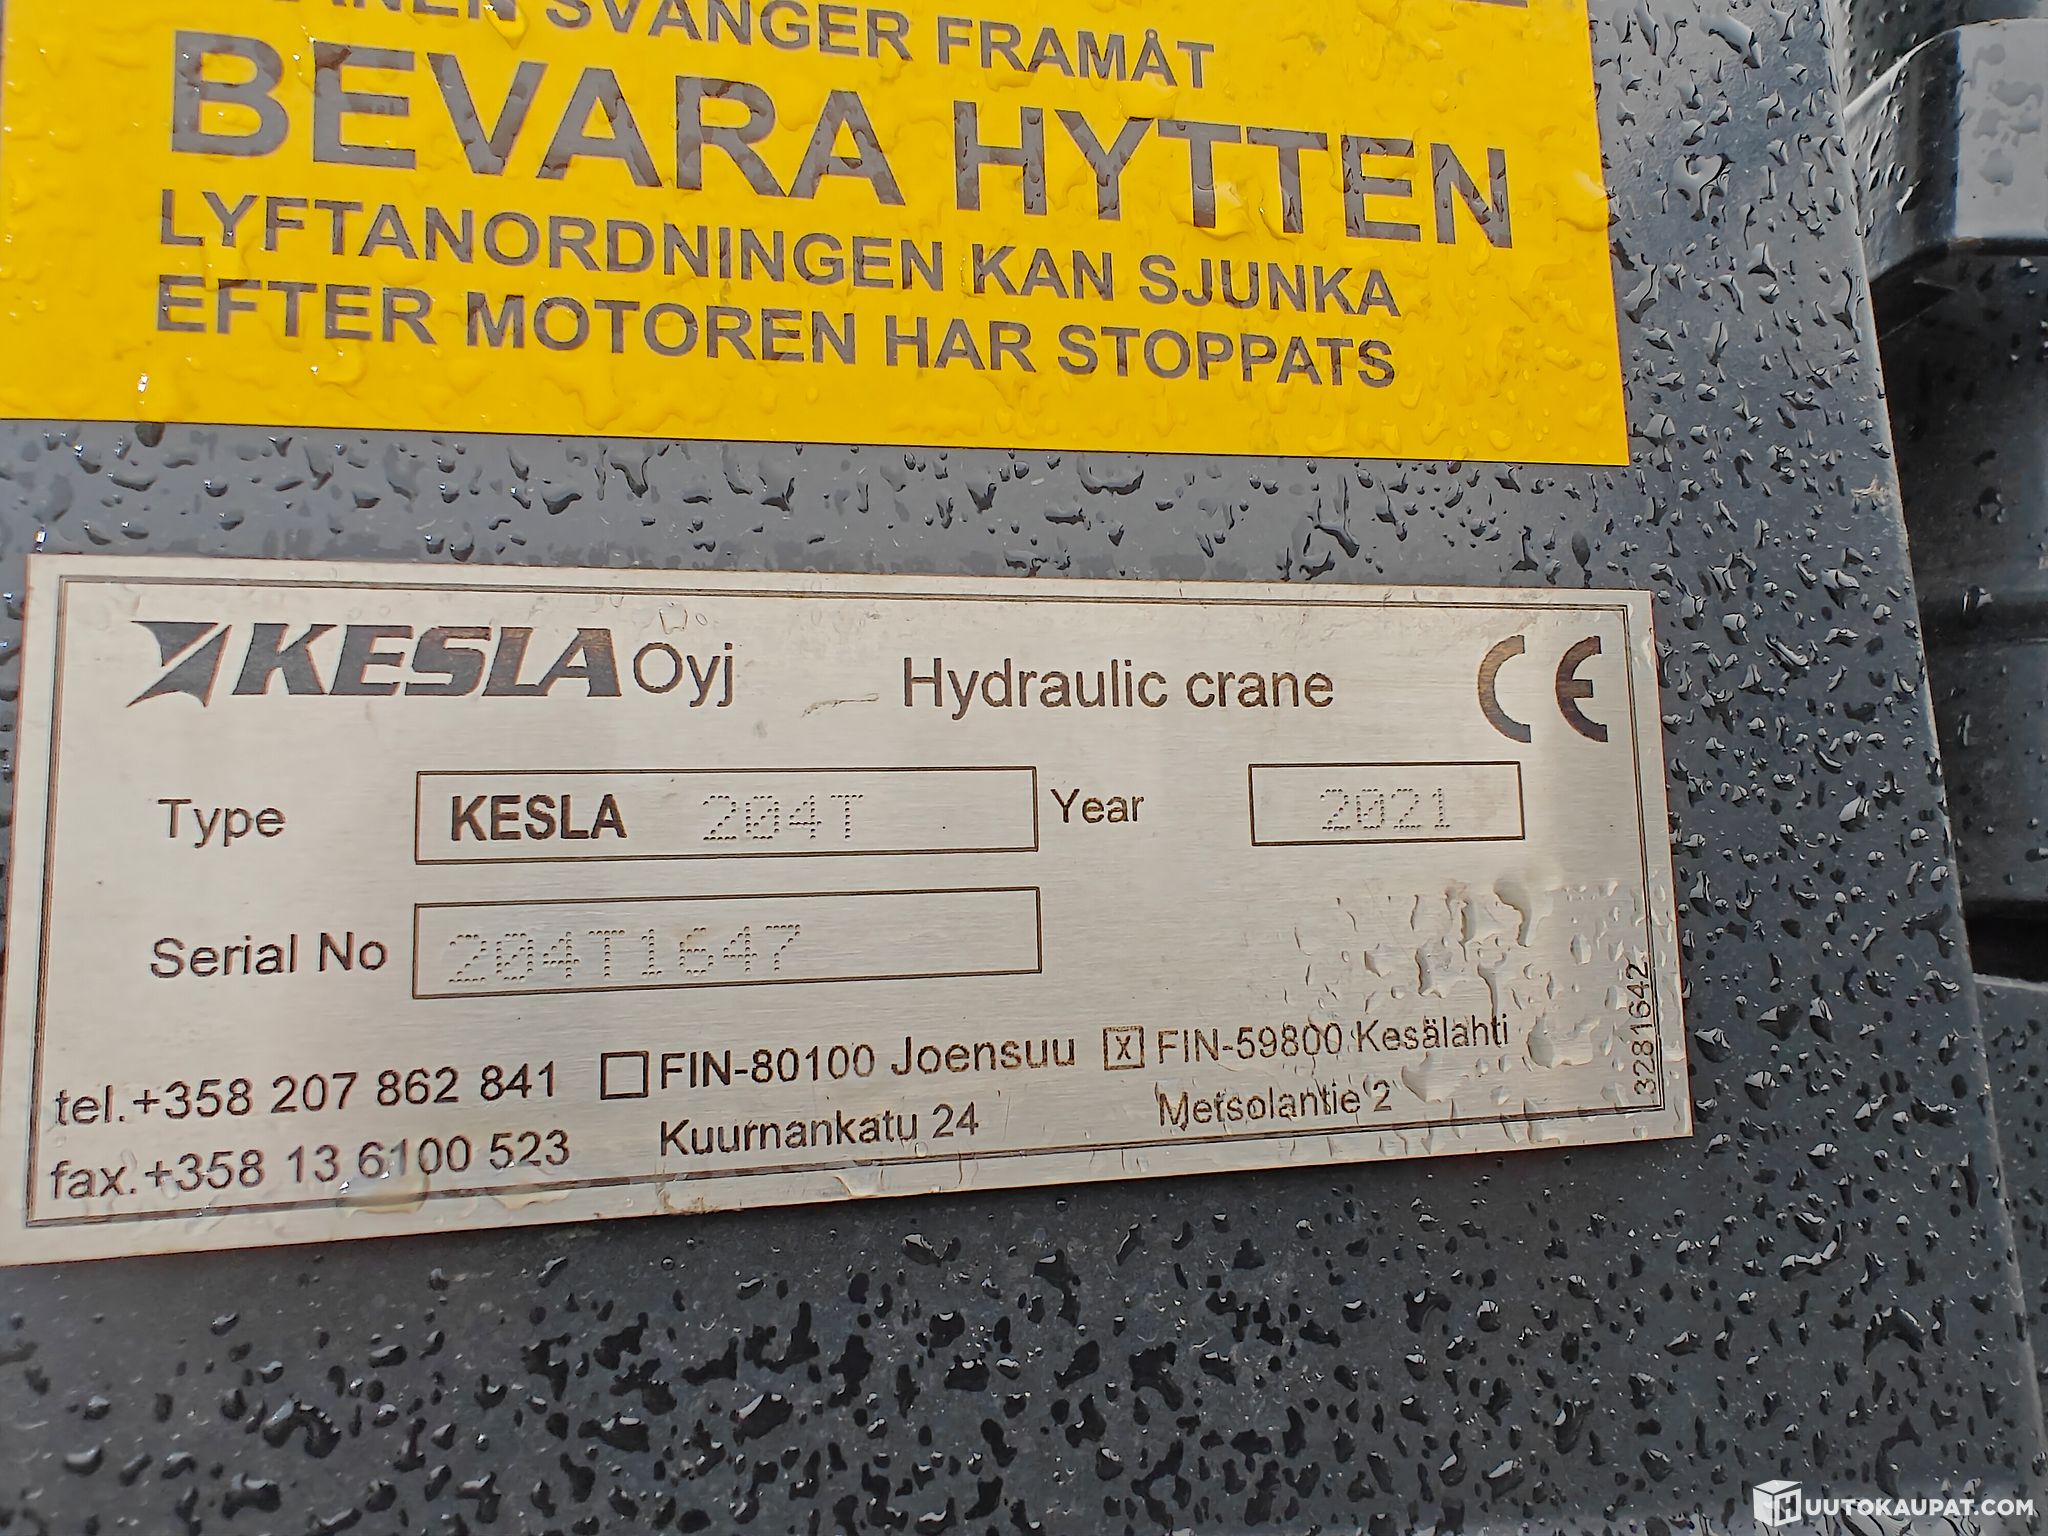 SVÄNGER FRAMÅT
BEVARA HYTTEN
LYFTANORDNINGEN KAN SJUNKA
EFTER MOTOREN HAR STOPPATS
KESLA Oyj Hydraulic crane CE
Type KESLA 204T Year 2021
Serial No 204T1647
tel.+358 207 862 841 FIN-80100 Joensuu X FIN-59800 Kesälahti
fax.+358 13 6100 523 Kuurnankatu 24 Metsolantie 2
3281642
HUUTOKAUPAT.COM